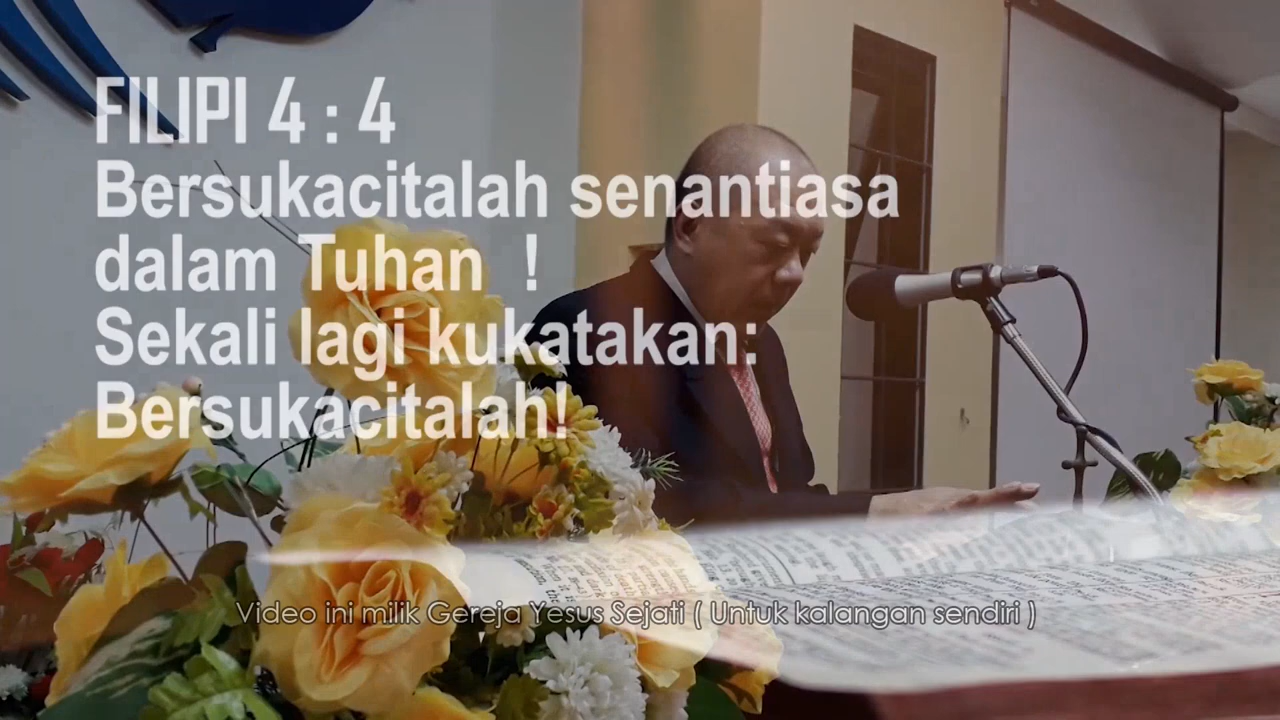 FILIPI 4 : 4
Bersukacitalah senantiasa
dalam Tuhan !
Sekali lagi kukatakan:
Bersukacitalah!
Video ini milik Gereja Yesus Sejati ( Untuk kalangan sendiri )